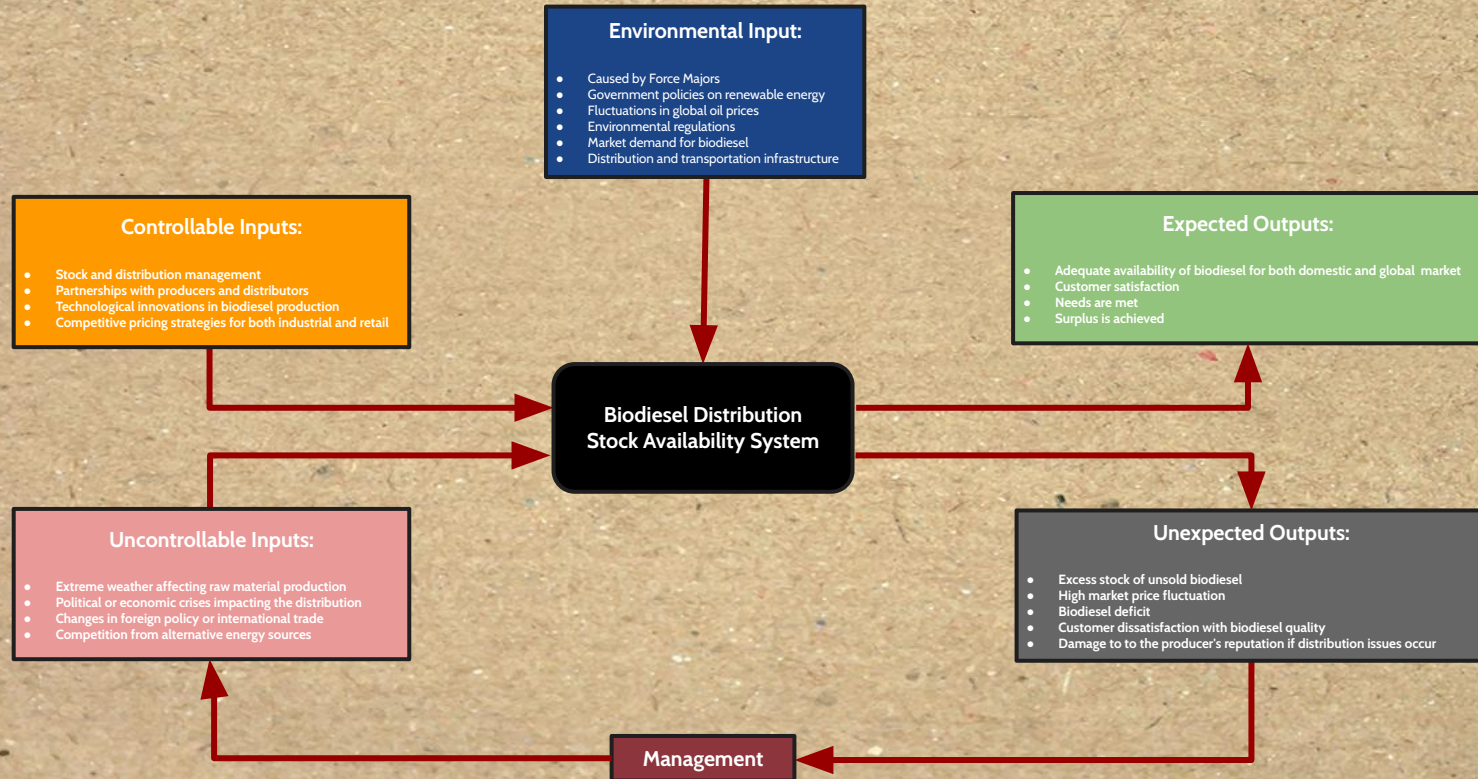 Environmental Input:
● Caused by Force Majors
● Government policies on renewable energy
● Fluctuations in global oil prices
● Environmental regulations
● Market demand for biodiesel
● Distribution and transportation infrastructure
Controllable Inputs:
● Stock and distribution management
● Partnerships with producers and distributors
● Technological innovations in biodiesel production
● Competitive pricing strategies for both industrial and retail
Expected Outputs:
● Adequate availability of biodiesel for both domestic and global market
● Customer satisfaction
● Needs are met
● Surplus is achieved
Biodiesel Distribution
Stock Availability System
Uncontrollable Inputs:
● Extreme weather affecting raw material production
● Political or economic crises impacting the distribution
● Changes in foreign policy or international trade
● Competition from alternative energy sources
Unexpected Outputs:
● Excess stock of unsold biodiesel
● High market price fluctuation
● Biodiesel deficit
● Customer dissatisfaction with biodiesel quality
● Damage to to the producer's reputation if distribution issues occur
Management